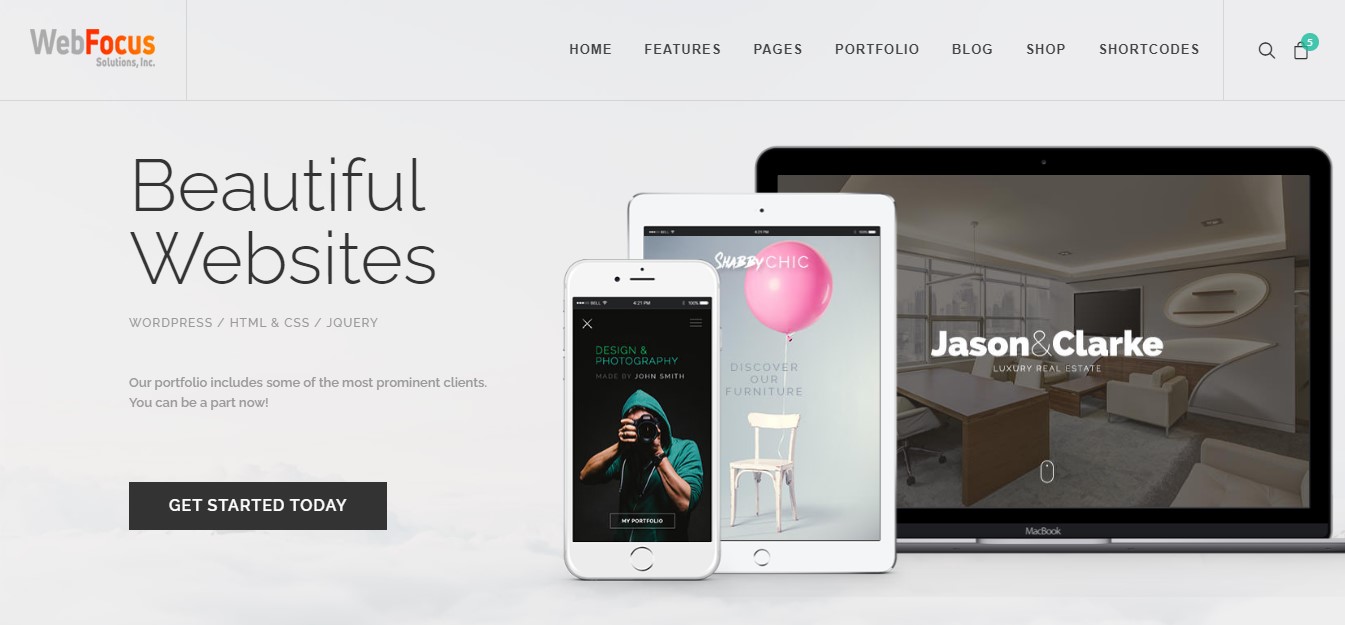 WebFocus
Solutions, Inc.
HOME FEATURES PAGES PORTFOLIO BLOG SHOP SHORTCODES
5
Beautiful
Websites
WORDPRESS / HTML & CSS / JQUERY
Our portfolio includes some of the most prominent clients.
You can be a part now!
GET STARTED TODAY
BELL 4:21 PM 100%
DESIGN &
PHOTOGRAPHY
MADE BY JOHN SMITH
MY PORTFOLIO
BELL 4:21 PM 100%
SHABBY CHIC
DISCOVER
OUR
FURNITURE
Jason&Clarke
LUXURY REAL ESTATE
MacBook